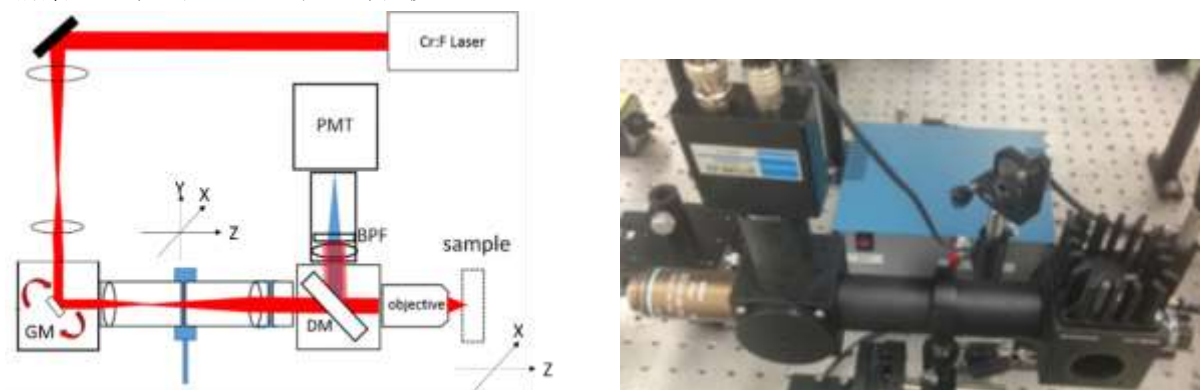 Cr:F Laser
PMT
Y
X
Z
BPF
sample
GM
DM
objective
X
Z